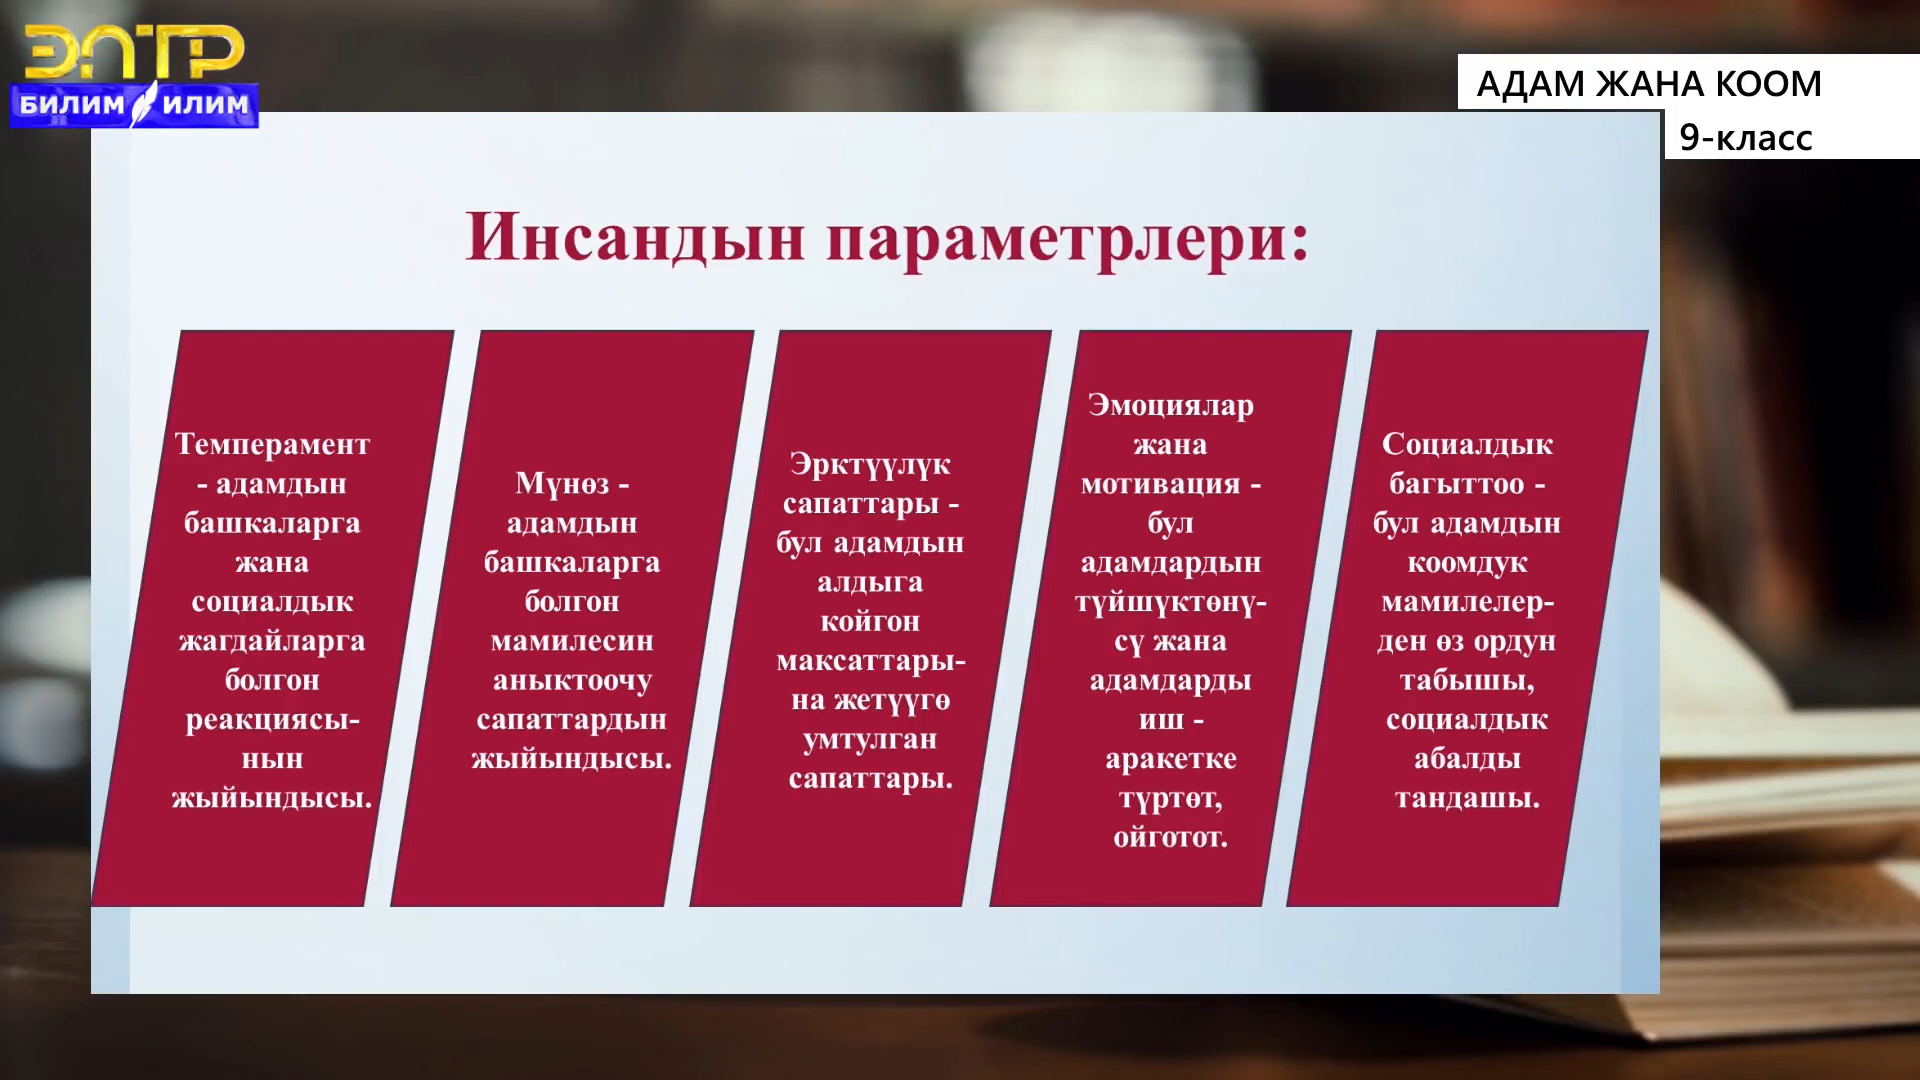 ЭЛТР
БИЛИМ ИЛИМ
АДАМ ЖАНА КООМ
9-класс
Инсандын параметрлери:
Темперамент
- адамдын
башкаларга
жана
социалдык
жагдайларга
болгон
реакциясы-
нын
жыйындысы.
Мүнөз -
адамдын
башкаларга
болгон
мамилесин
аныктоочу
сапаттардын
жыйындысы.
Эрктүүлүк
сапаттары -
бул адамдын
алдыга
койгон
максаттары-
на жетүүгө
умтулган
сапаттары.
Эмоциялар
жана
мотивация -
бул
адамдардын
түйшүктөнү-
сү жана
адамдарды
иш -
аракетке
түртөт,
ойготот.
Социалдык
багыттоо -
бул адамдын
коомдук
мамилелер-
ден өз ордун
табышы,
социалдык
абалды
тандашы.